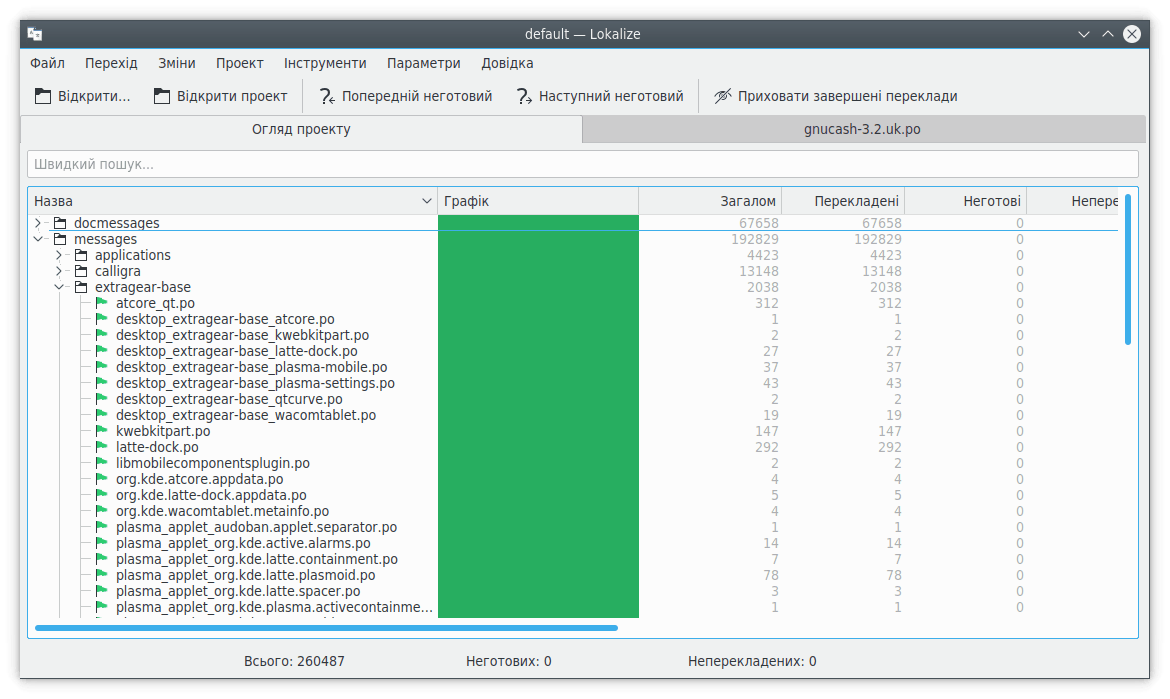 default — Lokalize
Файл Перехід Зміни Проект Інструменти Параметри Довідка
Відкрити... Відкрити проект Попередній неготовий Наступний неготовий Приховати завершені переклади
Огляд проекту gnucash-3.2.uk.po
Швидкий пошук...
Назва Графік Загалом Перекладені Неготові Непере
docmessages 67658 67658 0
messages 192829 192829 0
applications 4423 4423 0
calligra 13148 13148 0
extragear-base 2038 2038 0
atcore_qt.po 312 312 0
desktop_extragear-base_atcore.po 1 1 0
desktop_extragear-base_kwebkitpart.po 2 2 0
desktop_extragear-base_latte-dock.po 27 27 0
desktop_extragear-base_plasma-mobile.po 37 37 0
desktop_extragear-base_plasma-settings.po 43 43 0
desktop_extragear-base_qtcurve.po 2 2 0
desktop_extragear-base_wacomtablet.po 19 19 0
kwebkitpart.po 147 147 0
latte-dock.po 292 292 0
libmobilecomponentsplugin.po 2 2 0
org.kde.atcore.appdata.po 4 4 0
org.kde.latte-dock.appdata.po 5 5 0
org.kde.wacomtablet.metainfo.po 4 4 0
plasma_applet_audoban.applet.separator.po 1 1 0
plasma_applet_org.kde.active.alarms.po 14 14 0
plasma_applet_org.kde.latte.containment.po 7 7 0
plasma_applet_org.kde.latte.plasmoid.po 78 78 0
plasma_applet_org.kde.latte.spacer.po 3 3 0
plasma_applet_org.kde.plasma.activecontainme... 1 1 0
Всього: 260487 Неготових: 0 Неперекладених: 0